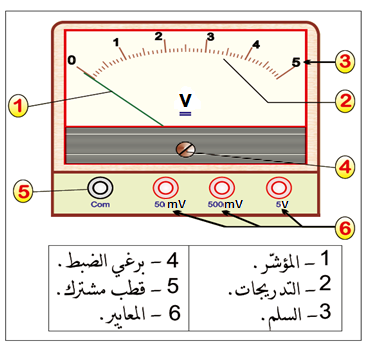 0 1 2 3 4 5
V
1
2
3
4
5
6
Com 50 mV 500mV 5V
1 – المؤشّر.
2 – التدريجات.
3 – السلم.
4 – برغي الضبط.
5 – قطب مشترك.
6 – المعايير.